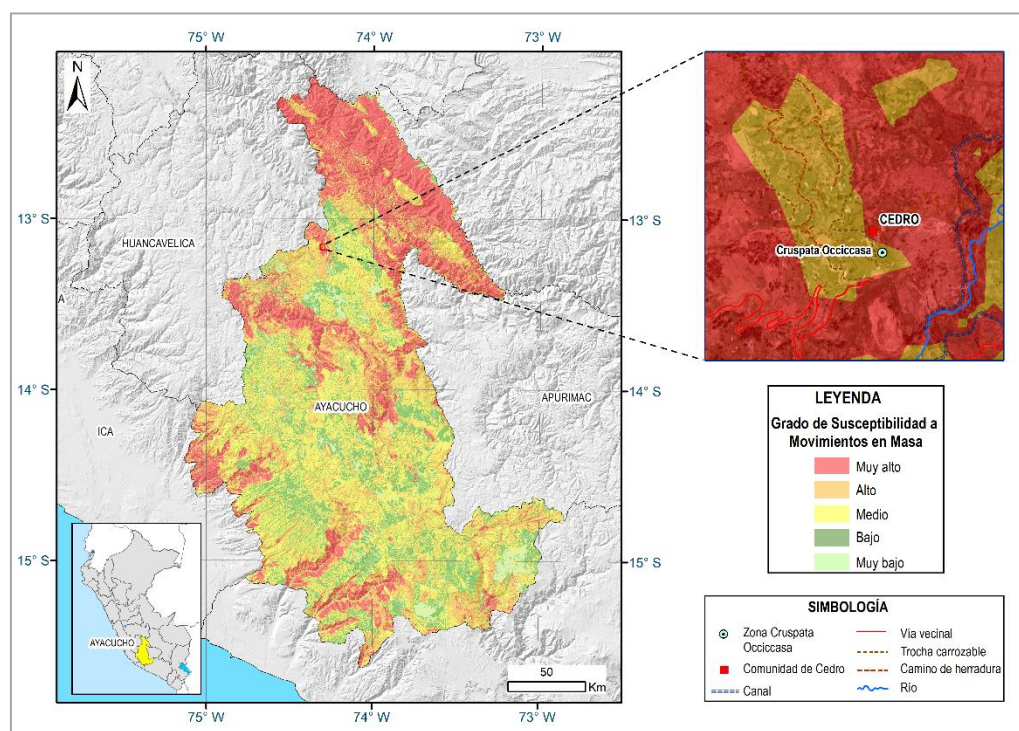 75° W
74° W
73° W
N
13° S
13° S
HUANCAVELICA
14° S
14° S
AYACUCHO
APURIMAC
ICA
15° S
15° S
AYACUCHO
50
Km
75° W
74° W
73° W
CEDRO
Cruspata Occiccasa
LEYENDA
Grado de Susceptibilidad a
Movimientos en Masa
Muy alto
Alto
Medio
Bajo
Muy bajo
SIMBOLOGÍA
Zona Cruspata
Occiccasa
Comunidad de Cedro
Canal
Vía vecinal
Trocha carrozable
Camino de herradura
Río